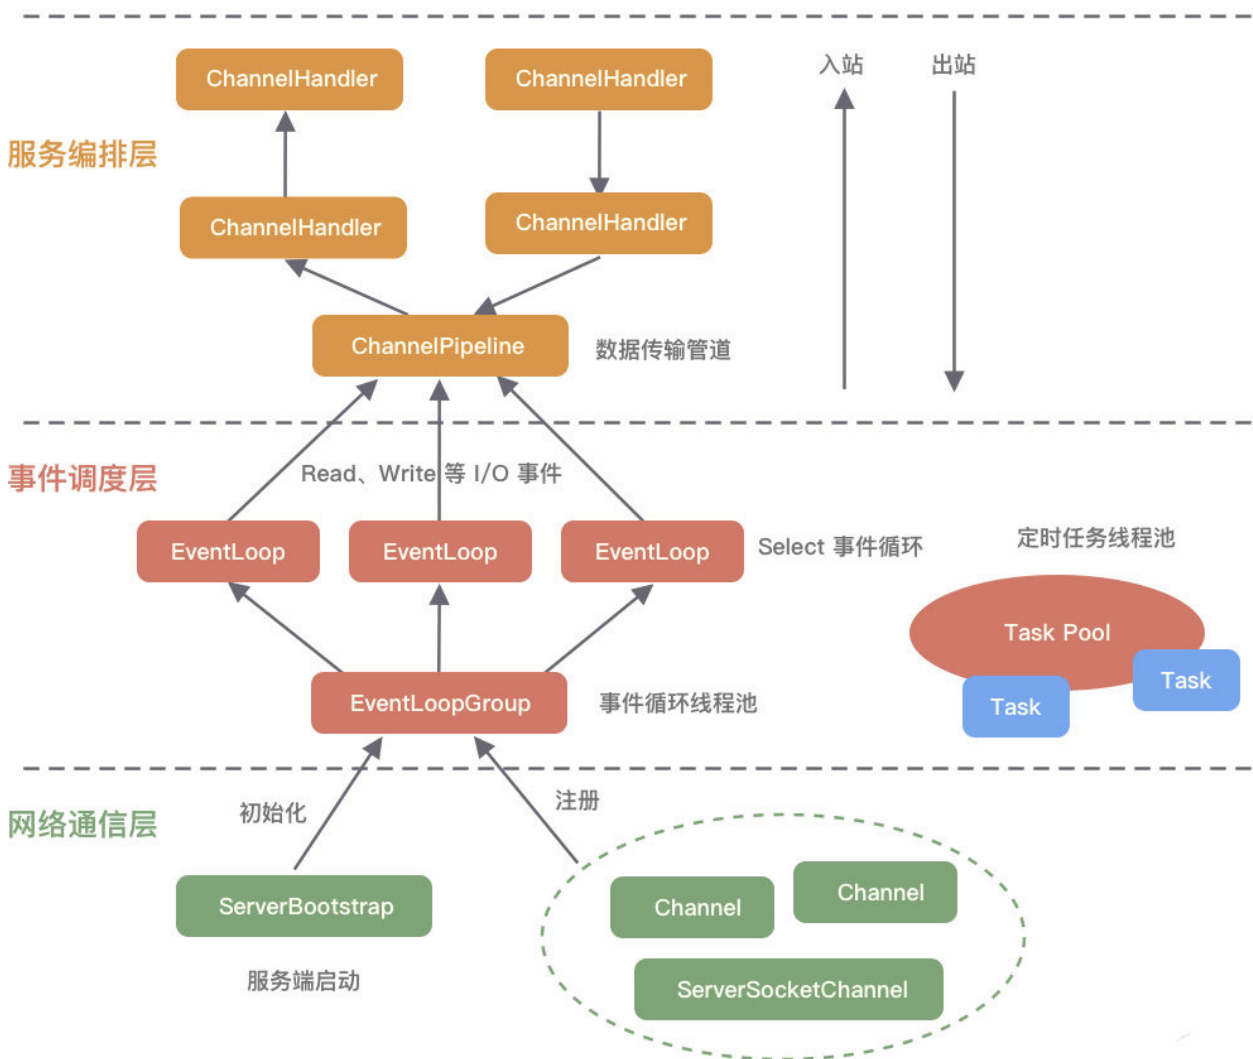 入站
出站
ChannelHandler
ChannelHandler
服务编排层
ChannelHandler
ChannelHandler
ChannelPipeline
数据传输管道
事件调度层
Read、Write 等 I/O 事件
EventLoop
EventLoop
EventLoop
Select 事件循环
定时任务线程池
Task Pool
Task
Task
EventLoopGroup
事件循环线程池
网络通信层
初始化
注册
ServerBootstrap
Channel
Channel
服务端启动
ServerSocketChannel